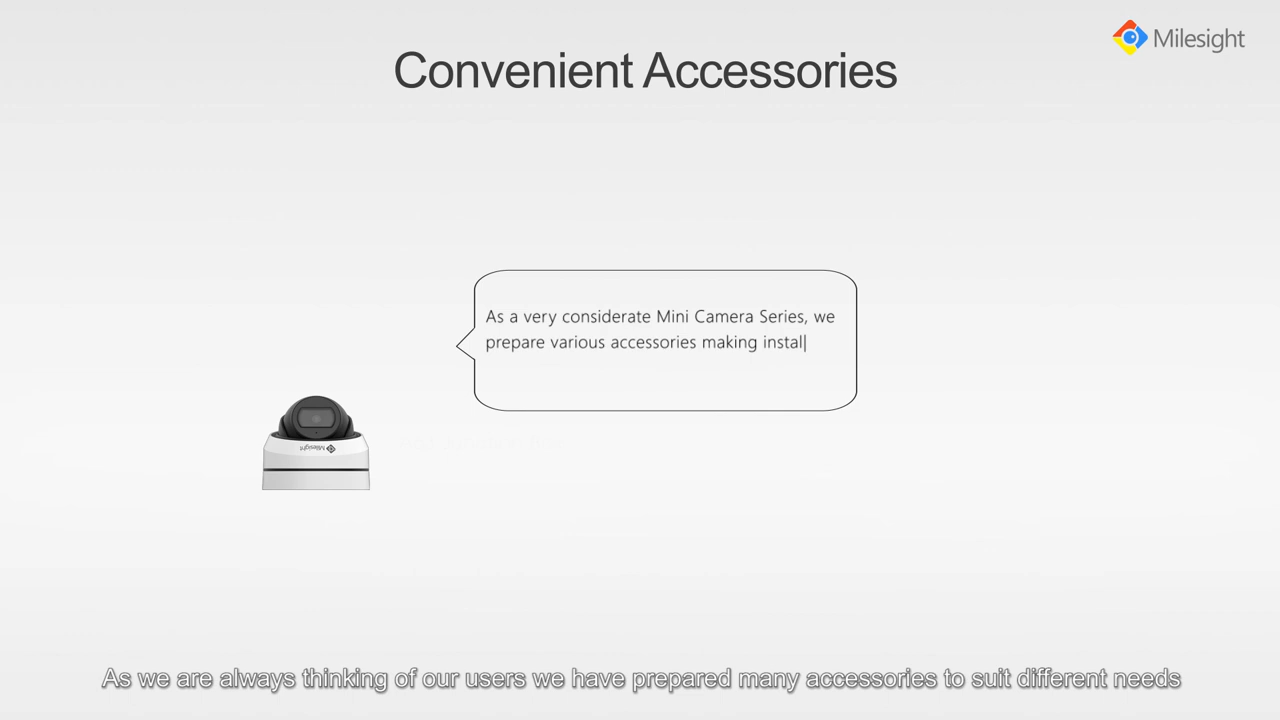 Milesight
Convenient Accessories
As a very considerate Mini Camera Series, we
prepare various accessories making instal
Milesight
As we are always thinking of our users we have prepared many accessories to suit different needs